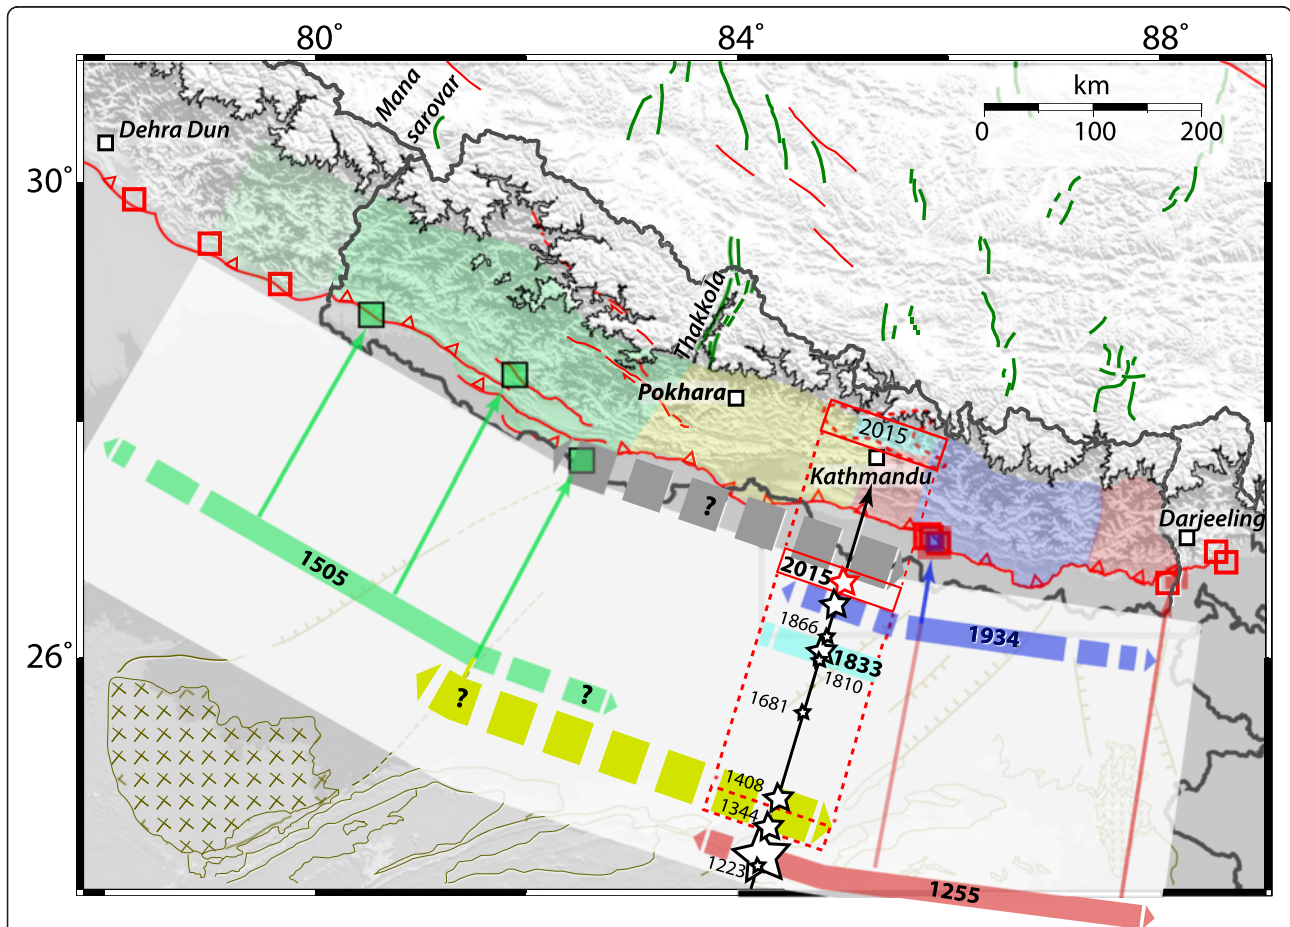 80°
84°
88°
km
0
100
200
30°
26°
Dehra Dun
Mana
sarovar
Thakkola
Pokhara
2015
Kathmandu
Darjeeling
?
2015
1505
1934
1866
1833
1810
1681
?
?
1408
1344
1223
1255